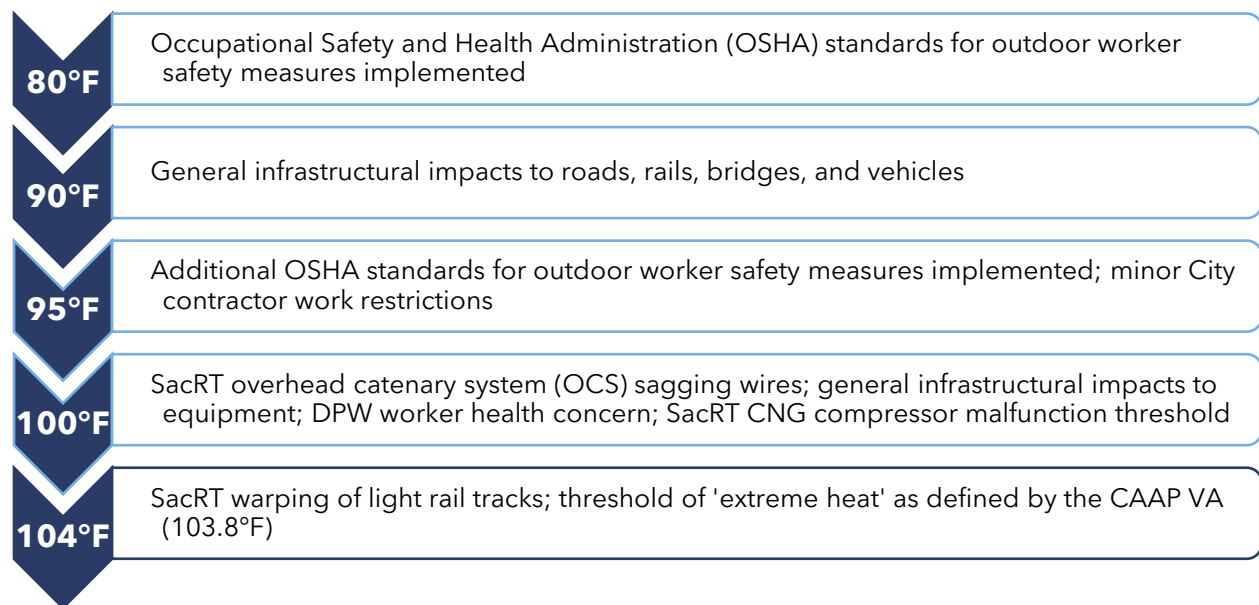 80°F
Occupational Safety and Health Administration (OSHA) standards for outdoor worker
safety measures implemented
90°F
General infrastructural impacts to roads, rails, bridges, and vehicles
95°F
Additional OSHA standards for outdoor worker safety measures implemented; minor City
contractor work restrictions
100°F
SacRT overhead catenary system (OCS) sagging wires; general infrastructural impacts to
equipment; DPW worker health concern; SacRT CNG compressor malfunction threshold
104°F
SacRT warping of light rail tracks; threshold of 'extreme heat' as defined by the CAAP VA
(103.8°F)